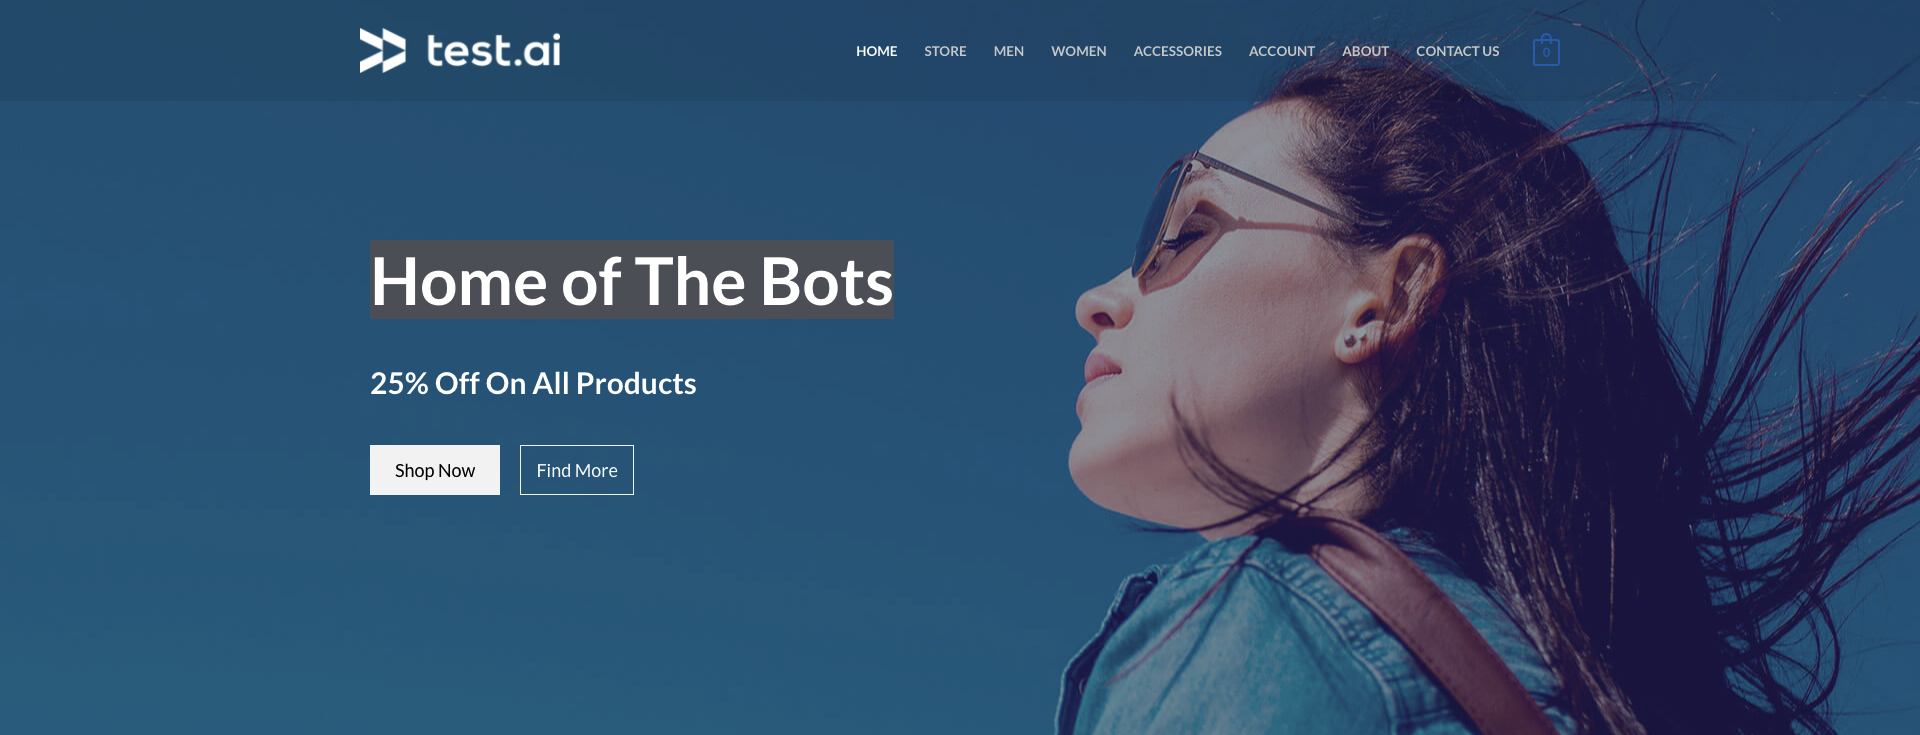 test.ai
HOME STORE MEN WOMEN ACCESSORIES ACCOUNT ABOUT CONTACT US 0
Home of The Bots
25% Off On All Products
Shop Now Find More